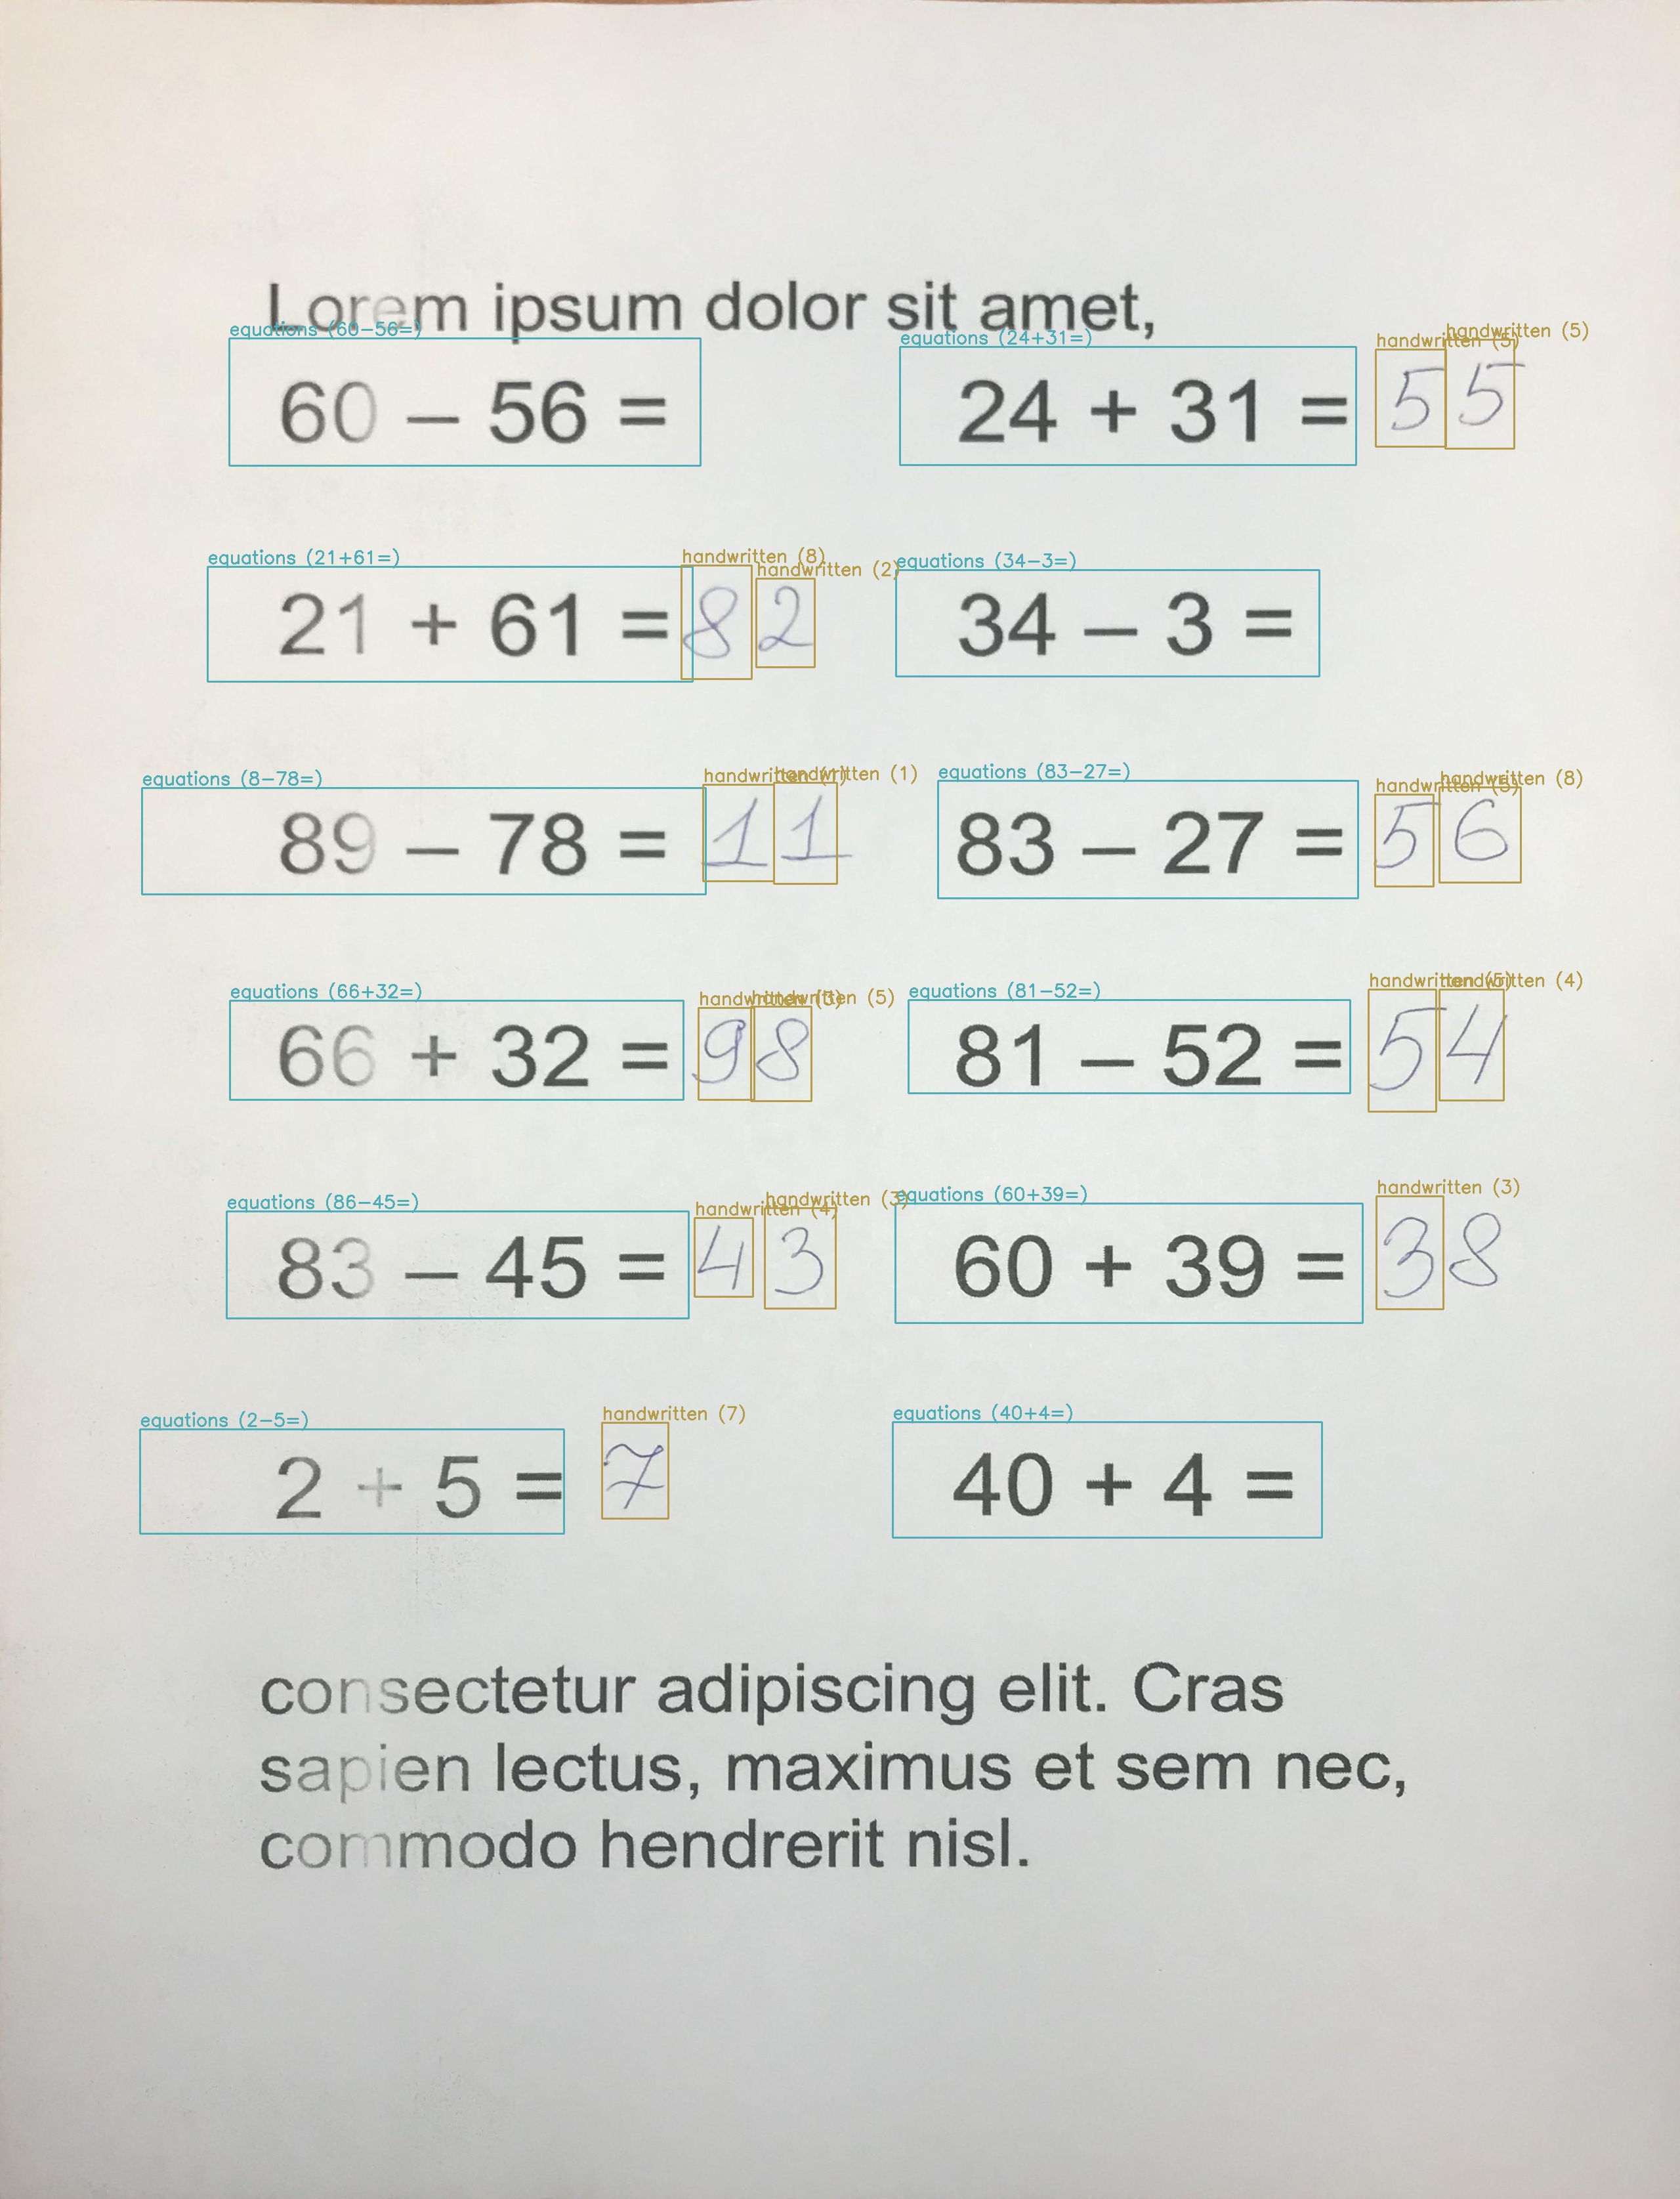 Lorem ipsum dolor sit amet,
equations (60-56=) equations (24+31=) handwritten (5) handwritten (5)
60 – 56 = 24 + 31 = 55
equations (21+61=) handwritten (8) handwritten (2) equations (34-3=)
21 + 61 = 82 34 – 3 =
equations (8-78=) handwritten (1) handwritten (1) equations (83-27=) handwritten (5) handwritten (8)
89 – 78 = 11 83 – 27 = 56
equations (66+32=) handwritten (3) handwritten (5) equations (81-52=) handwritten (5) handwritten (4)
66 + 32 = 98 81 – 52 = 54
equations (86-45=) handwritten (4) handwritten (3) equations (60+39=) handwritten (3)
83 – 45 = 43 60 + 39 = 38
equations (2-5=) handwritten (7) equations (40+4=)
2 + 5 = 7 40 + 4 =
consectetur adipiscing elit. Cras
sapien lectus, maximus et sem nec,
commodo hendrerit nisl.